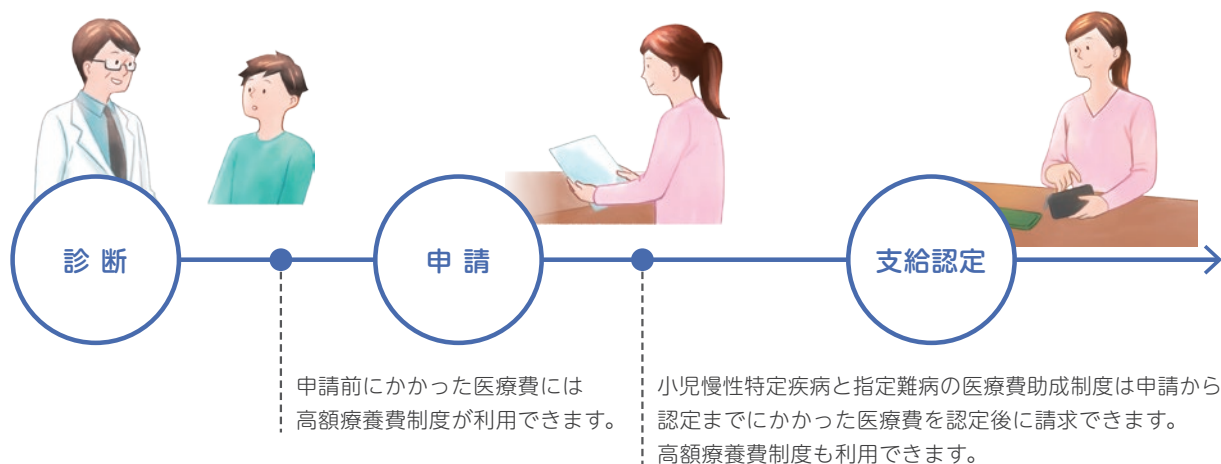 診断
申請
支給認定
申請前にかかった医療費には
高額療養費制度が利用できます。
小児慢性特定疾病と指定難病の医療費助成制度は申請から
認定までにかかった医療費を認定後に請求できます。
高額療養費制度も利用できます。